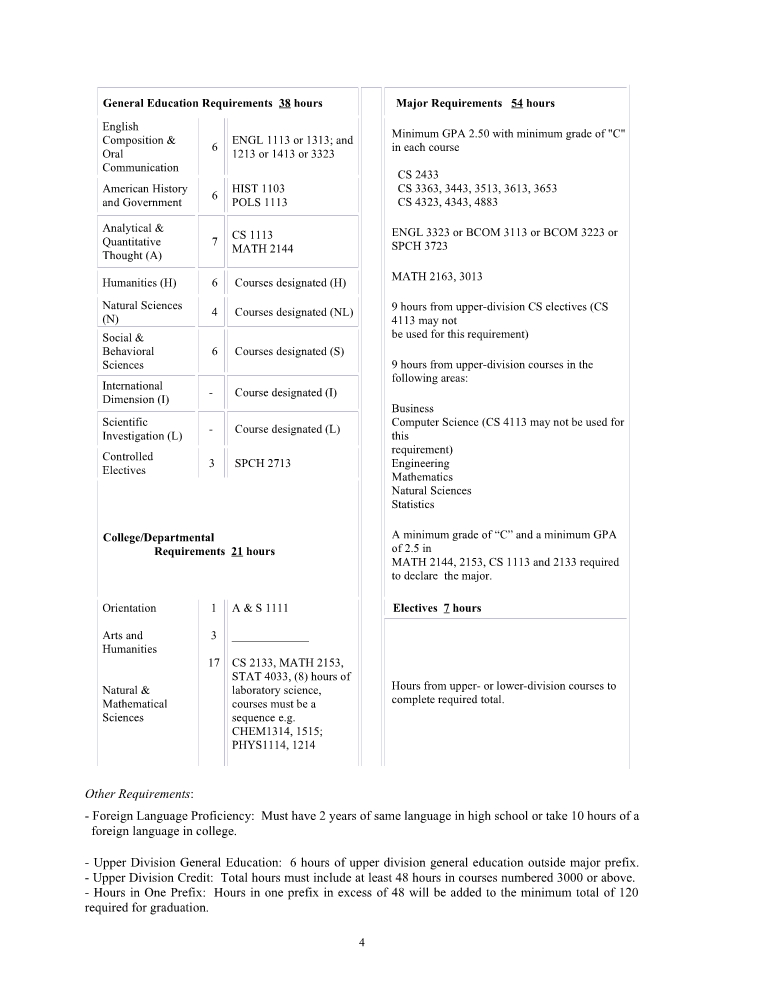 General Education Requirements 38 hours
English
Composition &
Oral
Communication
6
ENGL 1113 or 1313; and
1213 or 1413 or 3323
American History
and Government
6
HIST 1103
POLS 1113
Analytical &
Quantitative
Thought (A)
7
CS 1113
MATH 2144
Humanities (H)
6
Courses designated (H)
Natural Sciences
(N)
4
Courses designated (NL)
Social &
Behavioral
Sciences
6
Courses designated (S)
International
Dimension (I)
-
Course designated (I)
Scientific
Investigation (L)
-
Course designated (L)
Controlled
Electives
3
SPCH 2713
College/Departmental
Requirements 21 hours
Orientation
1
A & S 1111
Arts and
Humanities
3
_____________
Natural &
Mathematical
Sciences
17
CS 2133, MATH 2153,
STAT 4033, (8) hours of
laboratory science,
courses must be a
sequence e.g.
CHEM1314, 1515;
PHYS1114, 1214
Major Requirements 54 hours
Minimum GPA 2.50 with minimum grade of "C"
in each course
CS 2433
CS 3363, 3443, 3513, 3613, 3653
CS 4323, 4343, 4883
ENGL 3323 or BCOM 3113 or BCOM 3223 or
SPCH 3723
MATH 2163, 3013
9 hours from upper-division CS electives (CS
4113 may not
be used for this requirement)
9 hours from upper-division courses in the
following areas:
Business
Computer Science (CS 4113 may not be used for
this
requirement)
Engineering
Mathematics
Natural Sciences
Statistics
A minimum grade of “C” and a minimum GPA
of 2.5 in
MATH 2144, 2153, CS 1113 and 2133 required
to declare the major.
Electives 7 hours
Hours from upper- or lower-division courses to
complete required total.
Other Requirements:
- Foreign Language Proficiency: Must have 2 years of same language in high school or take 10 hours of a
foreign language in college.
- Upper Division General Education: 6 hours of upper division general education outside major prefix.
- Upper Division Credit: Total hours must include at least 48 hours in courses numbered 3000 or above.
- Hours in One Prefix: Hours in one prefix in excess of 48 will be added to the minimum total of 120
required for graduation.
4